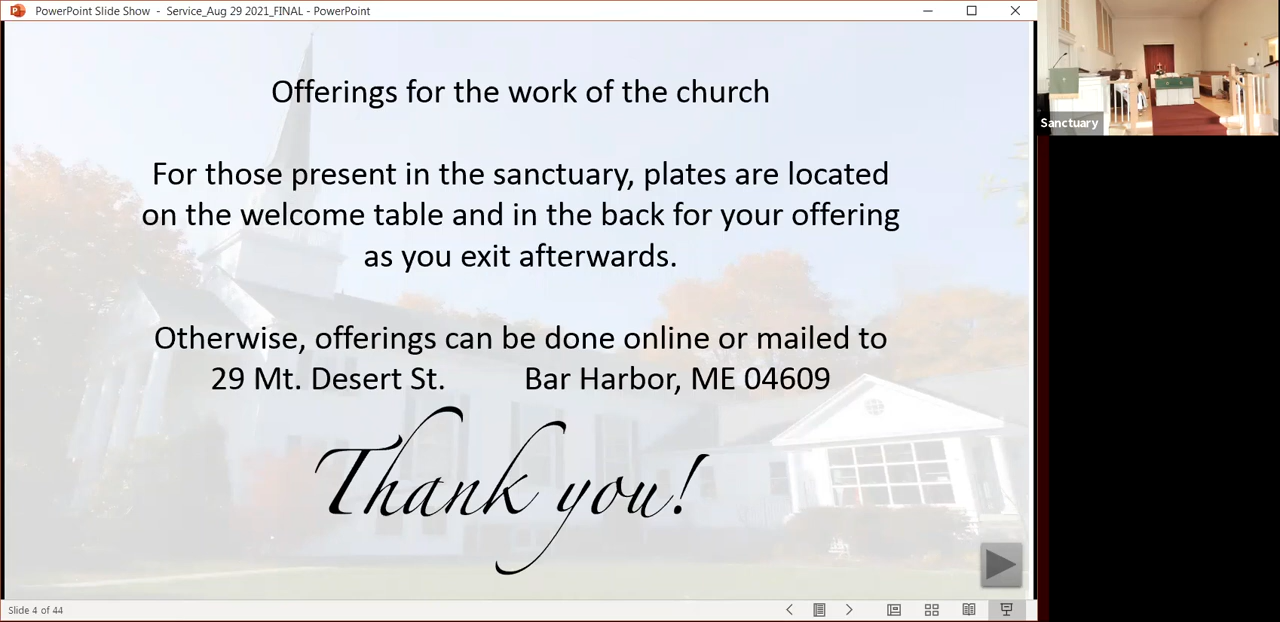 PowerPoint Slide Show - Service_Aug 29 2021_FINAL - PowerPoint
Offerings for the work of the church
For those present in the sanctuary, plates are located
on the welcome table and in the back for your offering
as you exit afterwards.
Otherwise, offerings can be done online or mailed to
29 Mt. Desert St. Bar Harbor, ME 04609
Thank you!
Slide 4 of 44
Sanctuary